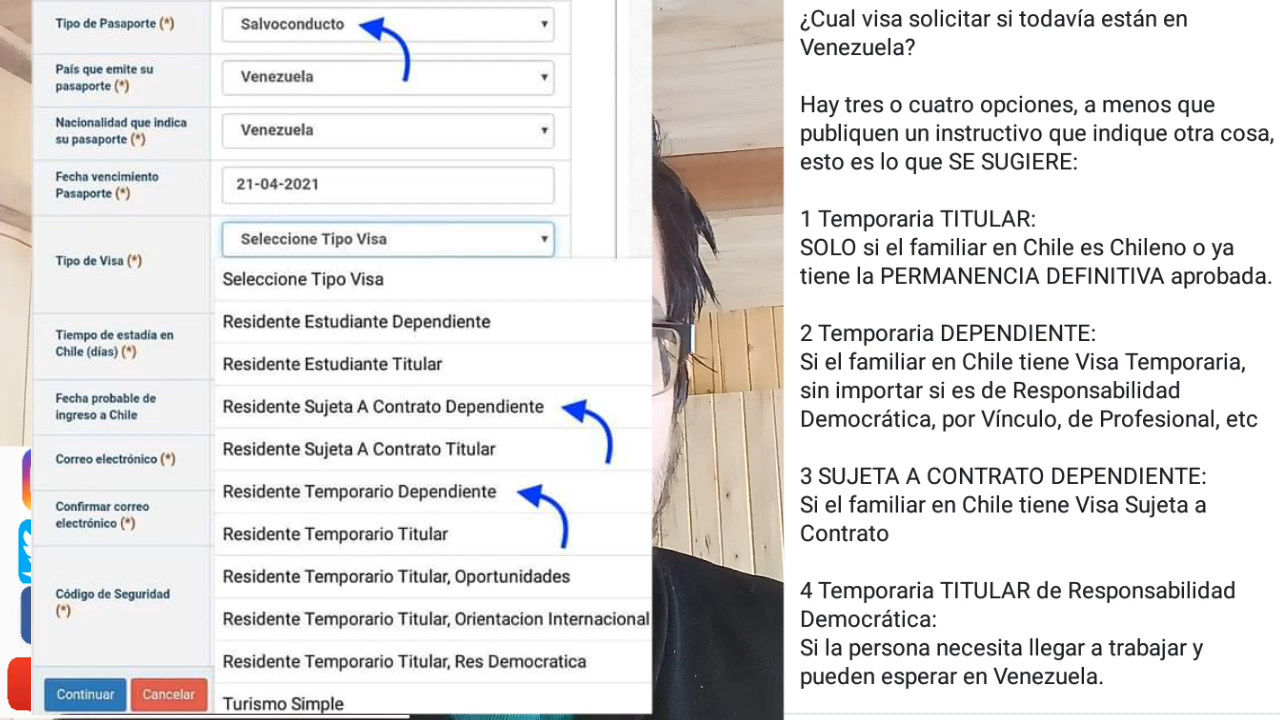 Tipo de Pasaporte (*)
Salvoconducto
País que emite su
pasaporte (*)
Venezuela
Nacionalidad que indica
su pasaporte (*)
Venezuela
Fecha vencimiento
Pasaporte (*)
21-04-2021
Tipo de Visa (*)
Seleccione Tipo Visa
Seleccione Tipo Visa
Residente Estudiante Dependiente
Residente Estudiante Titular
Residente Sujeta A Contrato Dependiente
Residente Sujeta A Contrato Titular
Residente Temporario Dependiente
Residente Temporario Titular
Residente Temporario Titular, Oportunidades
Residente Temporario Titular, Orientacion Internacional
Residente Temporario Titular, Res Democratica
Turismo Simple
Tiempo de estadía en
Chile (días) (*)
Fecha probable de
ingreso a Chile
Correo electrónico (*)
Confirmar correo
electrónico (*)
Código de Seguridad
(*)
Continuar
Cancelar
¿Cual visa solicitar si todavía están en
Venezuela?
Hay tres o cuatro opciones, a menos que
publiquen un instructivo que indique otra cosa,
esto es lo que SE SUGIERE:
1 Temporaria TITULAR:
SOLO si el familiar en Chile es Chileno o ya
tiene la PERMANENCIA DEFINITIVA aprobada.
2 Temporaria DEPENDIENTE:
Si el familiar en Chile tiene Visa Temporaria,
sin importar si es de Responsabilidad
Democrática, por Vínculo, de Profesional, etc
3 SUJETA A CONTRATO DEPENDIENTE:
Si el familiar en Chile tiene Visa Sujeta a
Contrato
4 Temporaria TITULAR de Responsabilidad
Democrática:
Si la persona necesita llegar a trabajar y
pueden esperar en Venezuela.